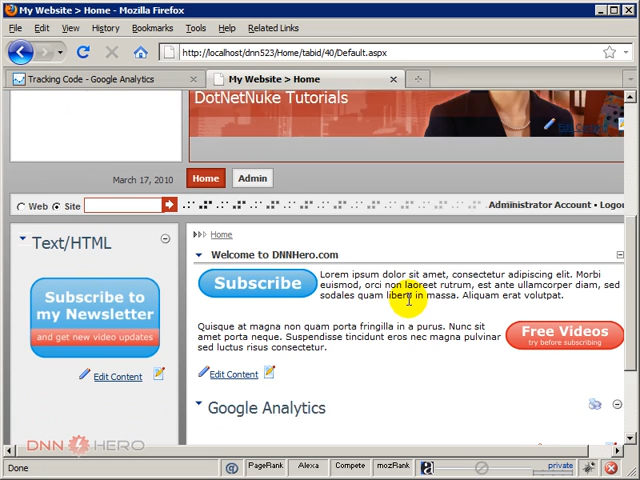 My Website > Home - Mozilla Firefox
File Edit View History Bookmarks Tools Settings Help Related Links
http://localhost/dnn523/Home/tabid/40/Default.aspx
Tracking Code - Google Analytics
My Website > Home
DotNetNuke Tutorials
Edit Content
March 17, 2010
Home
Admin
Web Site
Administrator Account • Logou
Text/HTML
Home
Welcome to DNNHero.com
Subscribe to
my Newsletter
and get new video updates
Edit Content
Subscribe
Lorem ipsum dolor sit amet, consectetur adipiscing elit. Morbi
euismod, orci non laoreet rutrum, est ante ullamcorper diam, sed
sodales quam libero in massa. Aliquam erat volutpat.
Quisque at magna non quam porta fringilla in a purus. Nunc sit
amet porta neque. Suspendisse tincidunt eros nec magna pulvinar
sed luctus risus consectetur.
Free Videos
try before subscribing
Edit Content
Google Analytics
DNN HERO
Done
PageRank
Alexa
Compete
mozRank
private